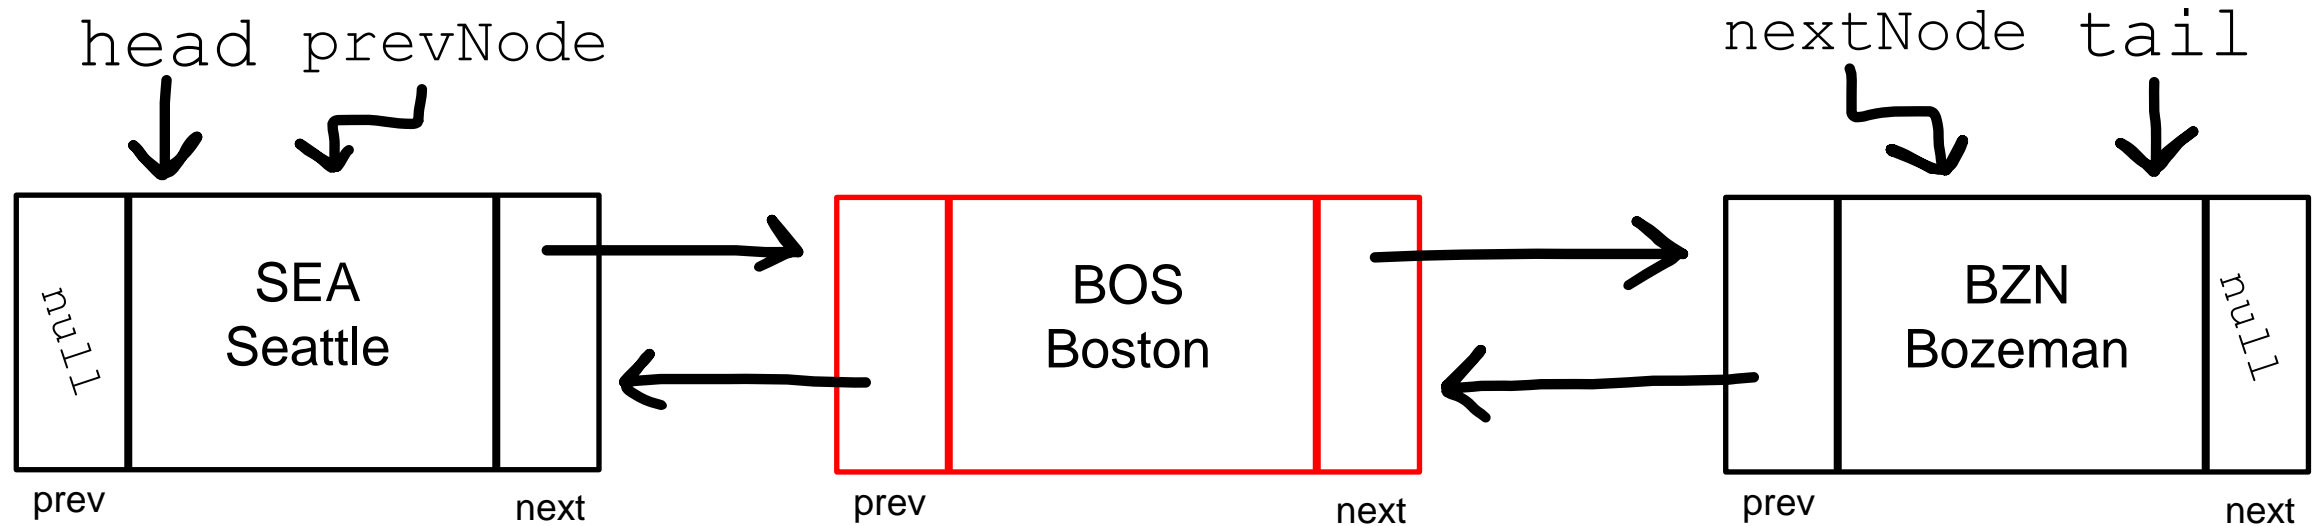 head prevNode nextNode tail
null
SEA
Seattle
BOS
Boston
BZN
Bozeman
null
prev next prev next prev next